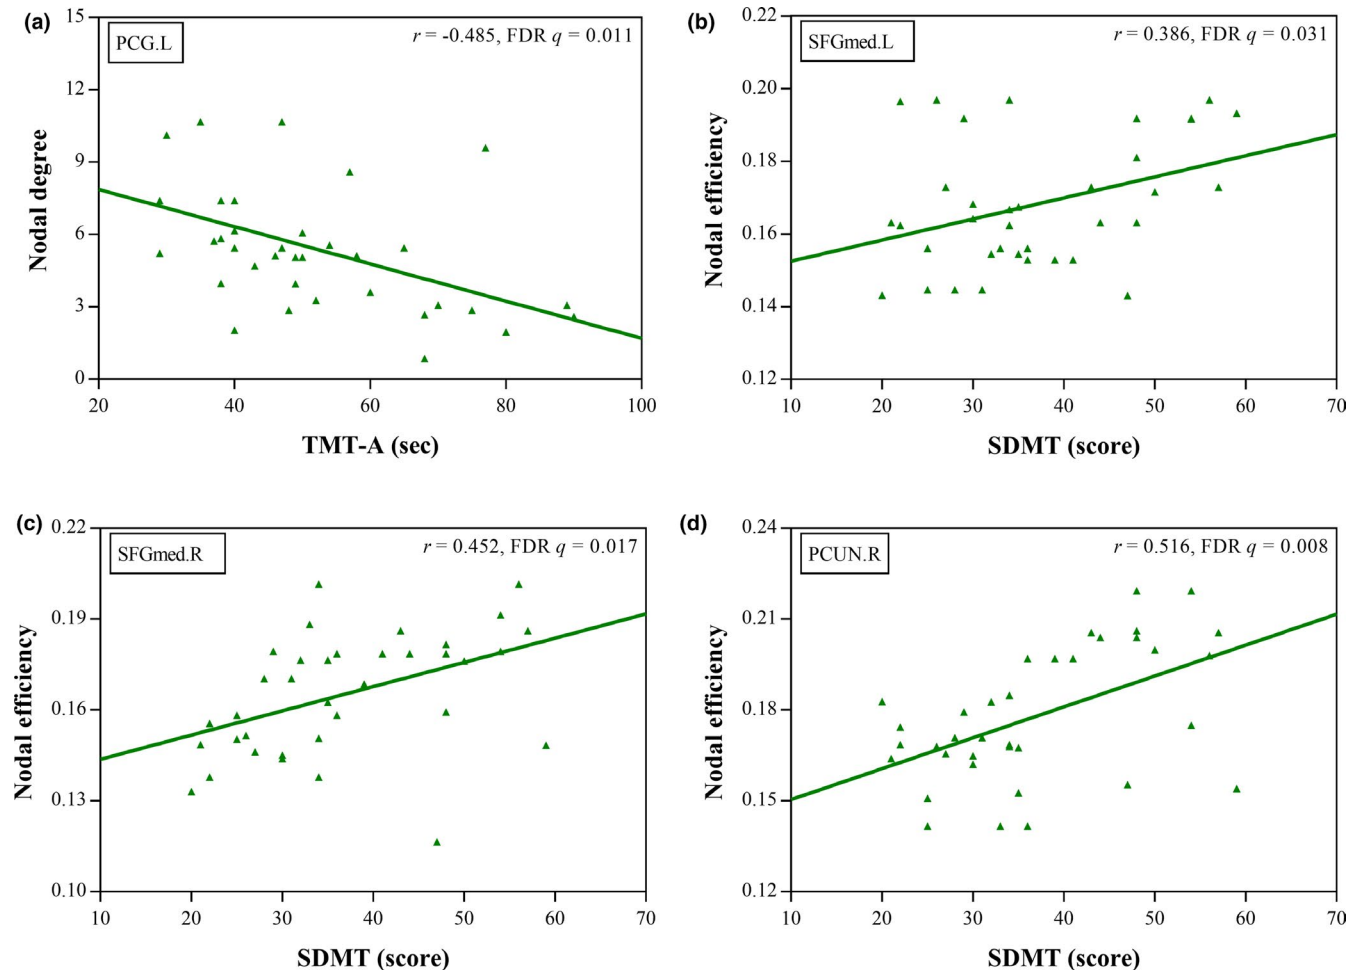 (a)
PCG.L
r = -0.485, FDR q = 0.011
15
12
9
6
3
0
Nodal degree
20 40 60 80 100
TMT-A (sec)
(b)
SFGmed.L
r = 0.386, FDR q = 0.031
0.22
0.20
0.18
0.16
0.14
0.12
Nodal efficiency
10 20 30 40 50 60 70
SDMT (score)
(c)
SFGmed.R
r = 0.452, FDR q = 0.017
0.22
0.19
0.16
0.13
0.10
Nodal efficiency
10 20 30 40 50 60 70
SDMT (score)
(d)
PCUN.R
r = 0.516, FDR q = 0.008
0.24
0.21
0.18
0.15
0.12
Nodal efficiency
10 20 30 40 50 60 70
SDMT (score)